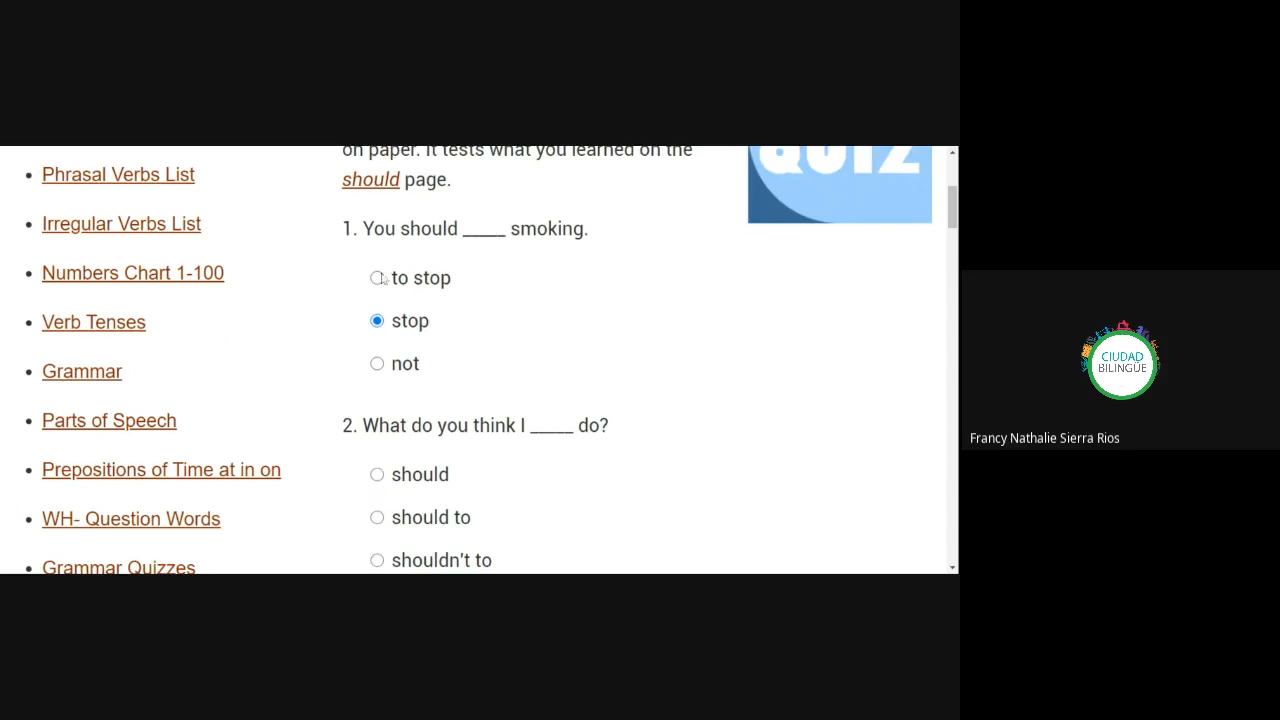 on paper. It tests what you learned on the
should page.
QUIZ
Phrasal Verbs List
Irregular Verbs List
Numbers Chart 1-100
Verb Tenses
Grammar
Parts of Speech
Prepositions of Time at in on
WH- Question Words
Grammar Quizzes
1. You should _____ smoking.
to stop
stop
not
2. What do you think I _____ do?
should
should to
shouldn't to
CIUDAD
BILINGÜE
Francy Nathalie Sierra Rios